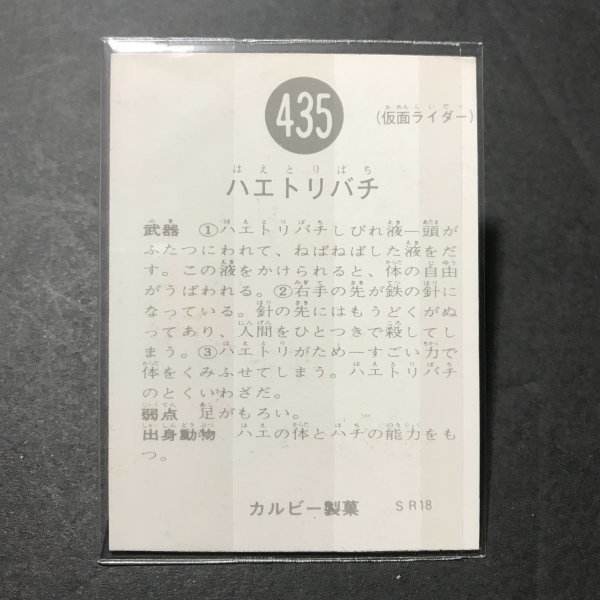 435
(仮面ライダー)
ハエトリバチ
武器 ①ハエトリバチしびれ液―頭が
ふたつにわれて、ねばねばした液をだ
す。この液をかけられると、体の自由
がうばわれる。②右手の先が鉄の針に
なっている。針の先にはもうどくがぬ
ってあり、人間をひとつきで殺してし
まう。③ハエトリがため―すごい力で
体をくみふせてしまう。ハエトリバチ
のとくいわざだ。
弱点 足がもろい。
出身動物 ハエの体とハチの能力をも
つ。
カルビー製菓 SR18